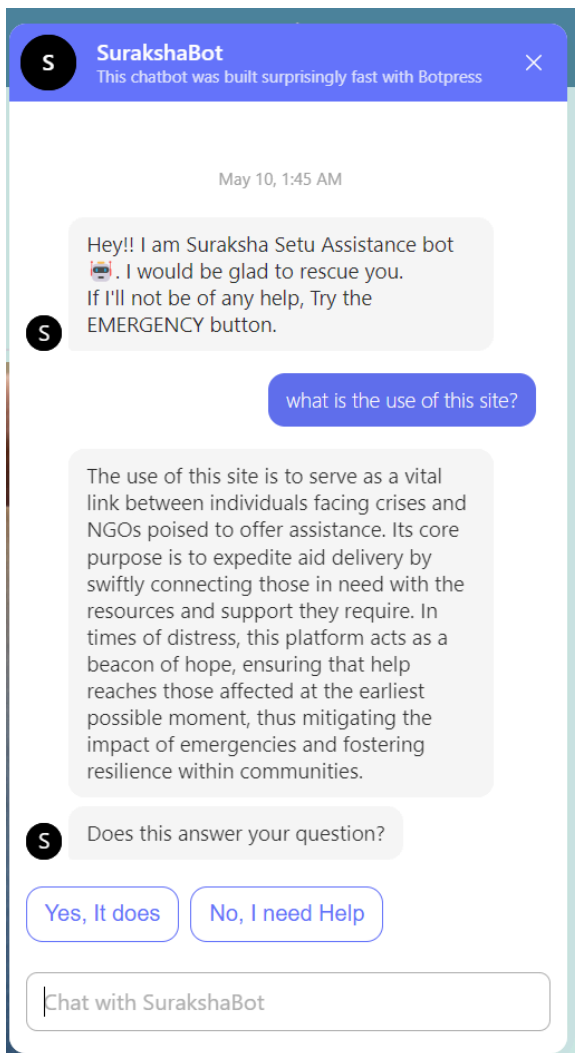 S
SurakshaBot
This chatbot was built surprisingly fast with Botpress
May 10, 1:45 AM
Hey!! I am Suraksha Setu Assistance bot
🤖. I would be glad to rescue you.
If I'll not be of any help, Try the
EMERGENCY button.
S
what is the use of this site?
The use of this site is to serve as a vital
link between individuals facing crises and
NGOs poised to offer assistance. Its core
purpose is to expedite aid delivery by
swiftly connecting those in need with the
resources and support they require. In
times of distress, this platform acts as a
beacon of hope, ensuring that help
reaches those affected at the earliest
possible moment, thus mitigating the
impact of emergencies and fostering
resilience within communities.
Does this answer your question?
S
Yes, It does
No, I need Help
Chat with SurakshaBot